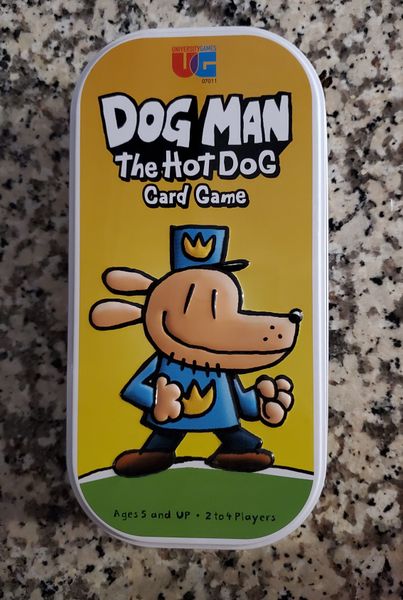 UNIVERSITY GAMES
UG
07011
DOG MAN
The HOT DOG
Card Game
Ages 5 and UP • 2 to 4 Players